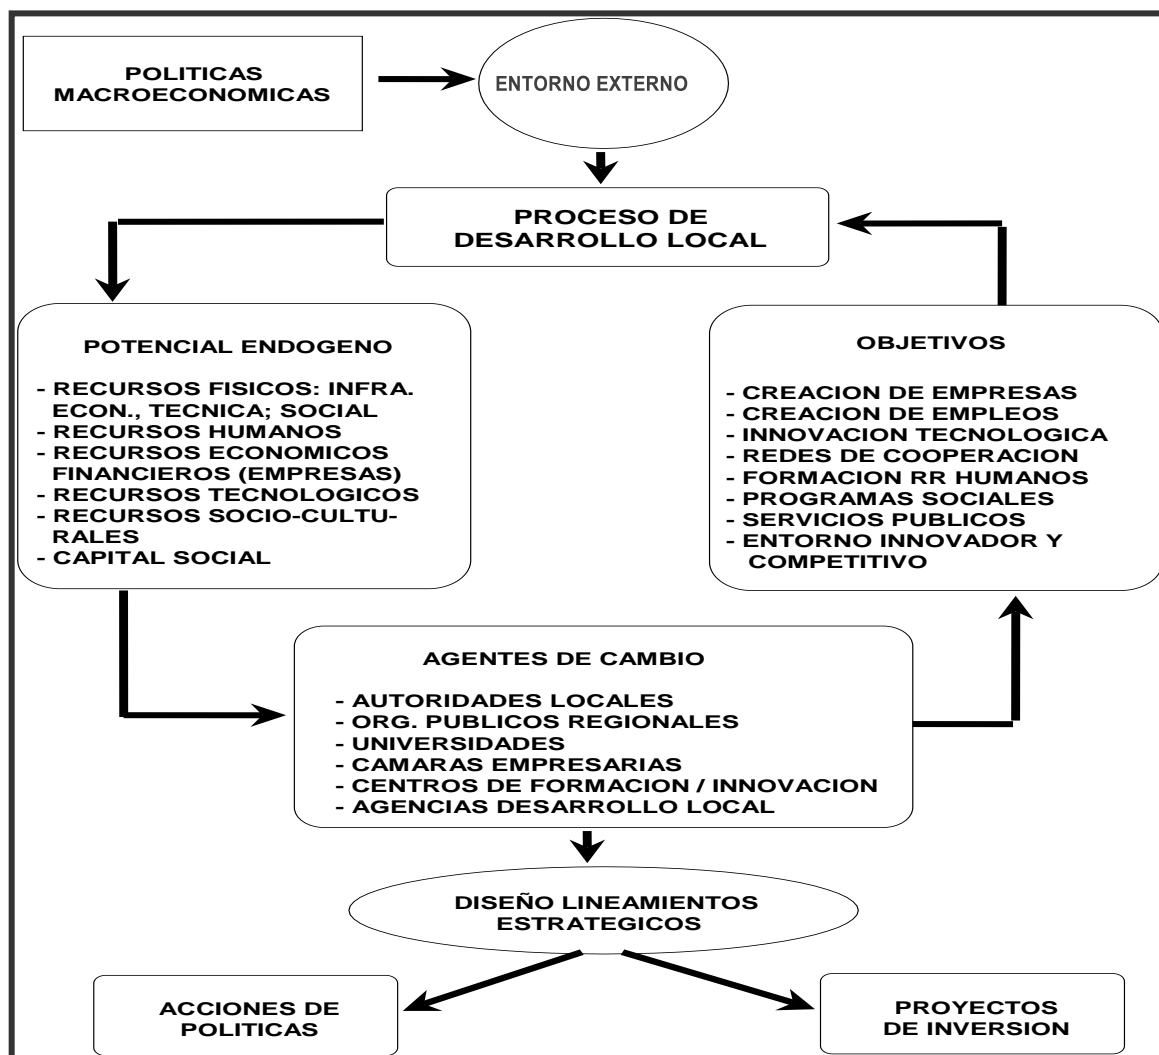 POLITICAS
MACROECONOMICAS
ENTORNO EXTERNO
PROCESO DE
DESARROLLO LOCAL
POTENCIAL ENDOGENO
- RECURSOS FISICOS: INFRA.
ECON., TECNICA; SOCIAL
- RECURSOS HUMANOS
- RECURSOS ECONOMICOS
FINANCIEROS (EMPRESAS)
- RECURSOS TECNOLOGICOS
- RECURSOS SOCIO-CULTU-
RALES
- CAPITAL SOCIAL
OBJETIVOS
- CREACION DE EMPRESAS
- CREACION DE EMPLEOS
- INNOVACION TECNOLOGICA
- REDES DE COOPERACION
- FORMACION RR HUMANOS
- PROGRAMAS SOCIALES
- SERVICIOS PUBLICOS
- ENTORNO INNOVADOR Y
COMPETITIVO
AGENTES DE CAMBIO
- AUTORIDADES LOCALES
- ORG. PUBLICOS REGIONALES
- UNIVERSIDADES
- CAMARAS EMPRESARIAS
- CENTROS DE FORMACION / INNOVACION
- AGENCIAS DESARROLLO LOCAL
DISEÑO LINEAMIENTOS
ESTRATEGICOS
ACCIONES DE
POLITICAS
PROYECTOS
DE INVERSION